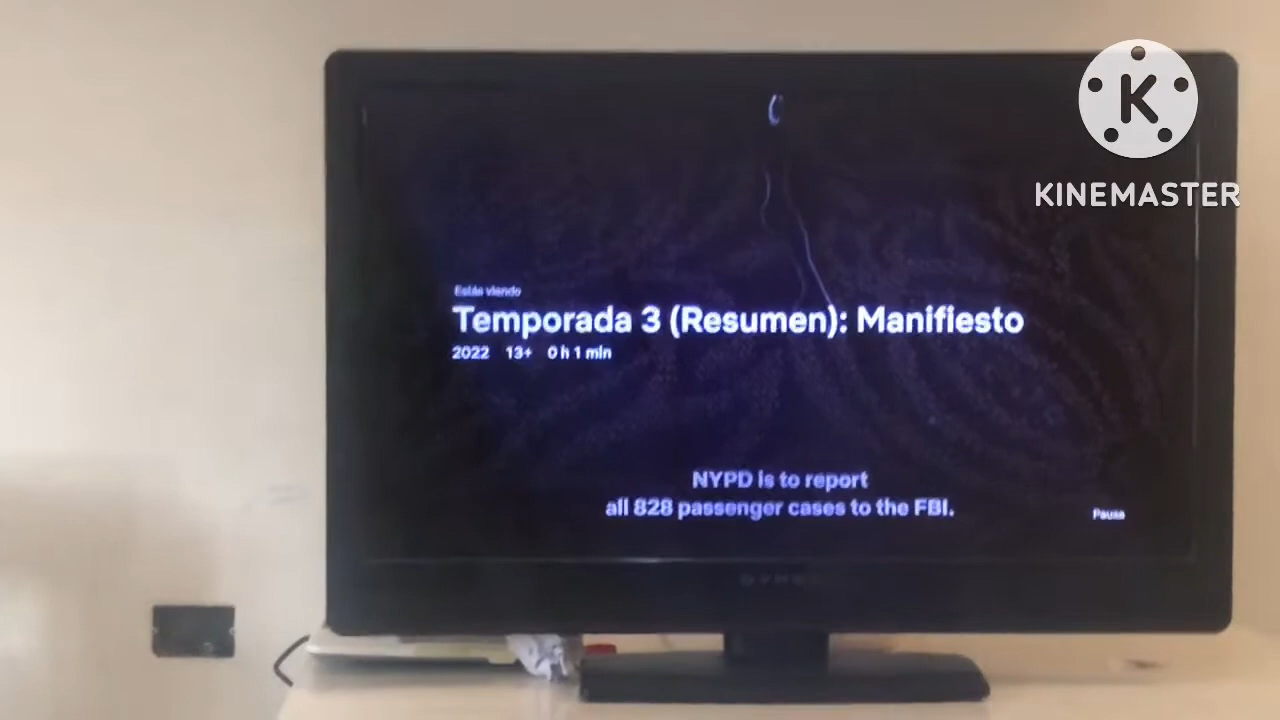 K
KINEMASTER
Estás viendo
Temporada 3 (Resumen): Manifiesto
2022 13+ 0 h 1 min
NYPD is to report
all 828 passenger cases to the FBI.
Pausa